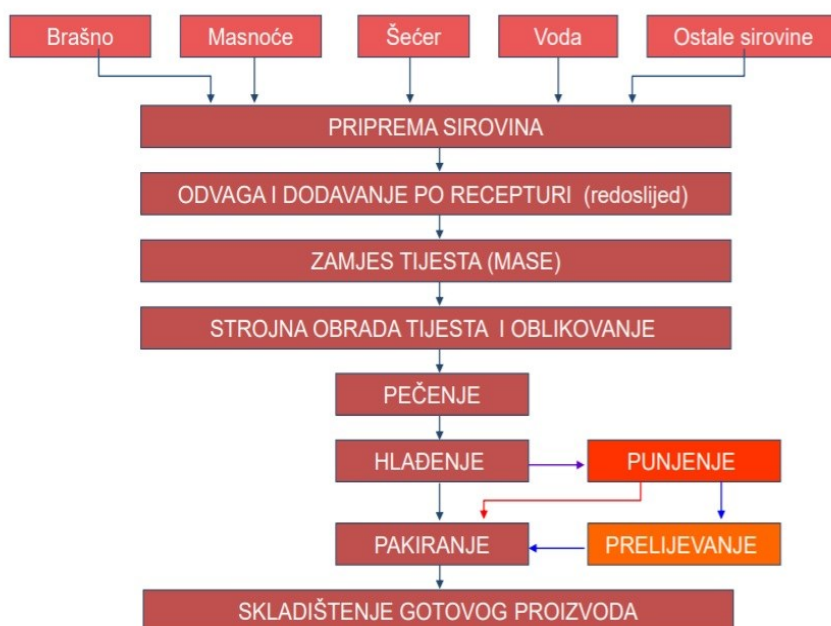 Brašno
Masnoće
Šećer
Voda
Ostale sirovine
PRIPREMA SIROVINA
ODVAGA I DODAVANJE PO RECEPTURI (redoslijed)
ZAMJES TIJESTA (MASE)
STROJNA OBRADA TIJESTA I OBLIKOVANJE
PEČENJE
HLAĐENJE
PUNJENJE
PAKIRANJE
PRELIJEVANJE
SKLADIŠTENJE GOTOVOG PROIZVODA